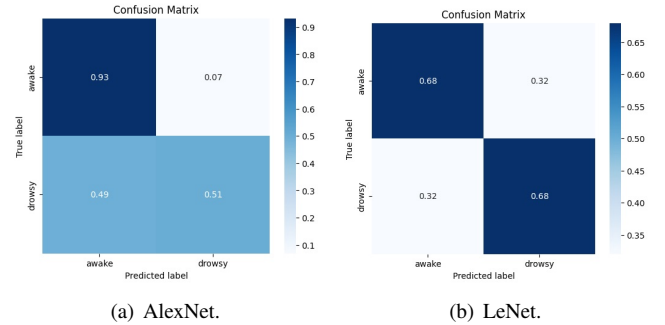 Confusion Matrix
awake
drowsy
True label
0.93
0.07
0.49
0.51
awake
drowsy
Predicted label
0.9
0.8
0.7
0.6
0.5
0.4
0.3
0.2
0.1
(a) AlexNet.
Confusion Matrix
awake
drowsy
True label
0.68
0.32
0.32
0.68
awake
drowsy
Predicted label
0.65
0.60
0.55
0.50
0.45
0.40
0.35
(b) LeNet.